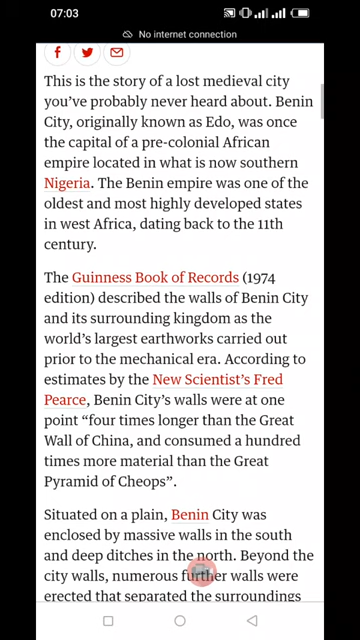 07:03
No internet connection
This is the story of a lost medieval city
you've probably never heard about. Benin
City, originally known as Edo, was once
the capital of a pre-colonial African
empire located in what is now southern
Nigeria. The Benin empire was one of the
oldest and most highly developed states
in west Africa, dating back to the 11th
century.
The Guinness Book of Records (1974
edition) described the walls of Benin City
and its surrounding kingdom as the
world's largest earthworks carried out
prior to the mechanical era. According to
estimates by the New Scientist's Fred
Pearce, Benin City's walls were at one
point “four times longer than the Great
Wall of China, and consumed a hundred
times more material than the Great
Pyramid of Cheops”.
Situated on a plain, Benin City was
enclosed by massive walls in the south
and deep ditches in the north. Beyond the
city walls, numerous further walls were
erected that separated the surroundings